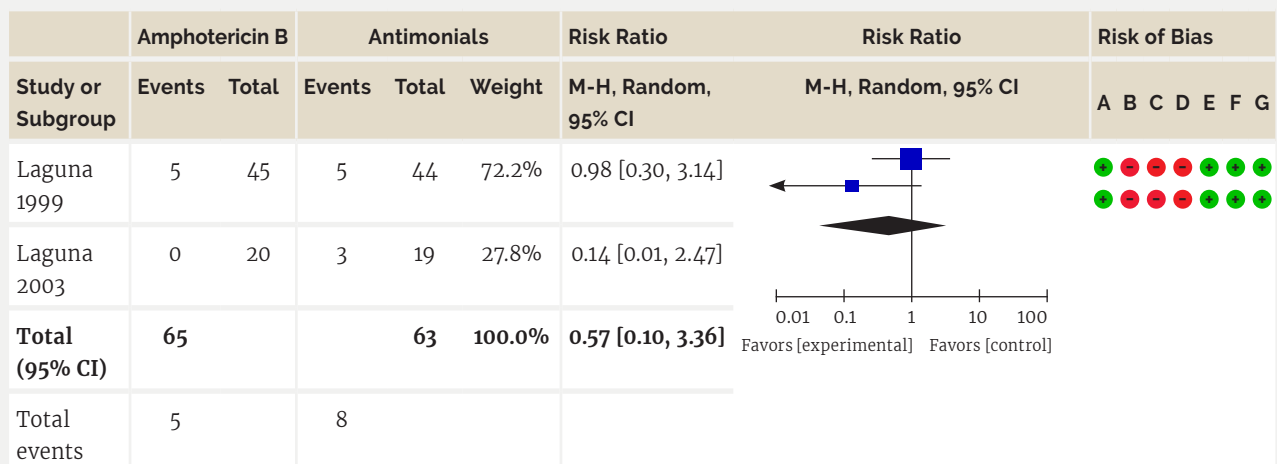 Amphotericin B Antimonials Risk Ratio Risk Ratio Risk of Bias
Study or Subgroup Events Total Events Total Weight M-H, Random, 95% CI M-H, Random, 95% CI A B C D E F G
Laguna 1999 5 45 5 44 72.2% 0.98 [0.30, 3.14]
+ - - - + + +
+ - - - + + +
Laguna 2003 0 20 3 19 27.8% 0.14 [0.01, 2.47]
Total (95% CI) 65 63 100.0% 0.57 [0.10, 3.36]
0.01 0.1 1 10 100
Favors [experimental] Favors [control]
Total events 5 8